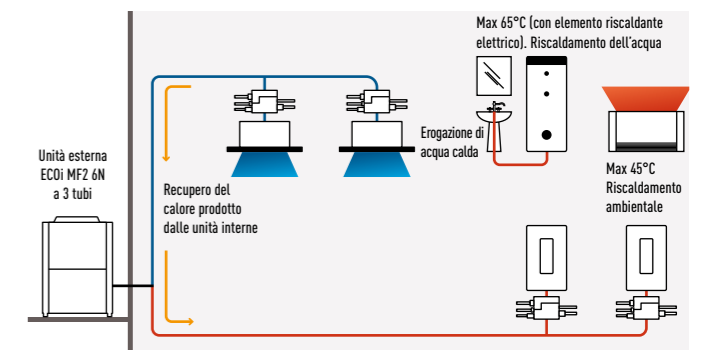 Max 65°C (con elemento riscaldante
elettrico). Riscaldamento dell'acqua
Erogazione di
acqua calda
Unità esterna
ECOi MF2 6N
a 3 tubi
Recupero del
calore prodotto
dalle unità interne
Max 45°C
Riscaldamento
ambientale